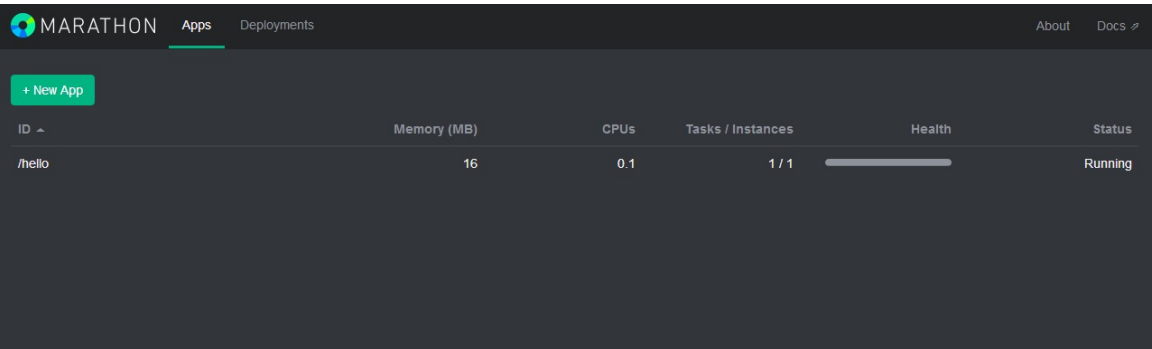 MARATHON Apps Deployments About Docs
+ New App
ID Memory (MB) CPUs Tasks / Instances Health Status
/hello 16 0.1 1 / 1 Running